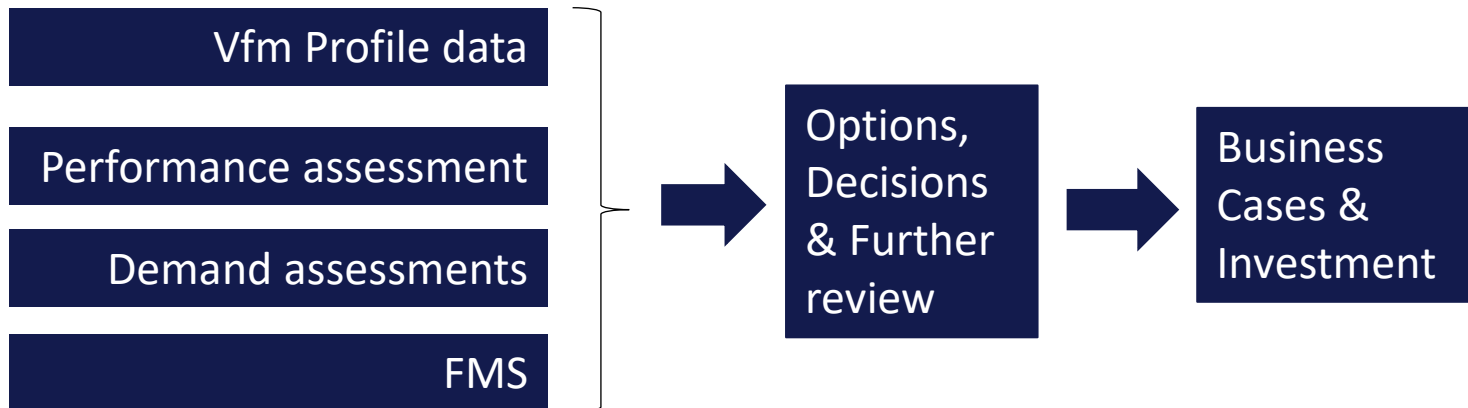 Vfm Profile data
Performance assessment
Demand assessments
FMS
Options,
Decisions
& Further
review
Business
Cases &
Investment